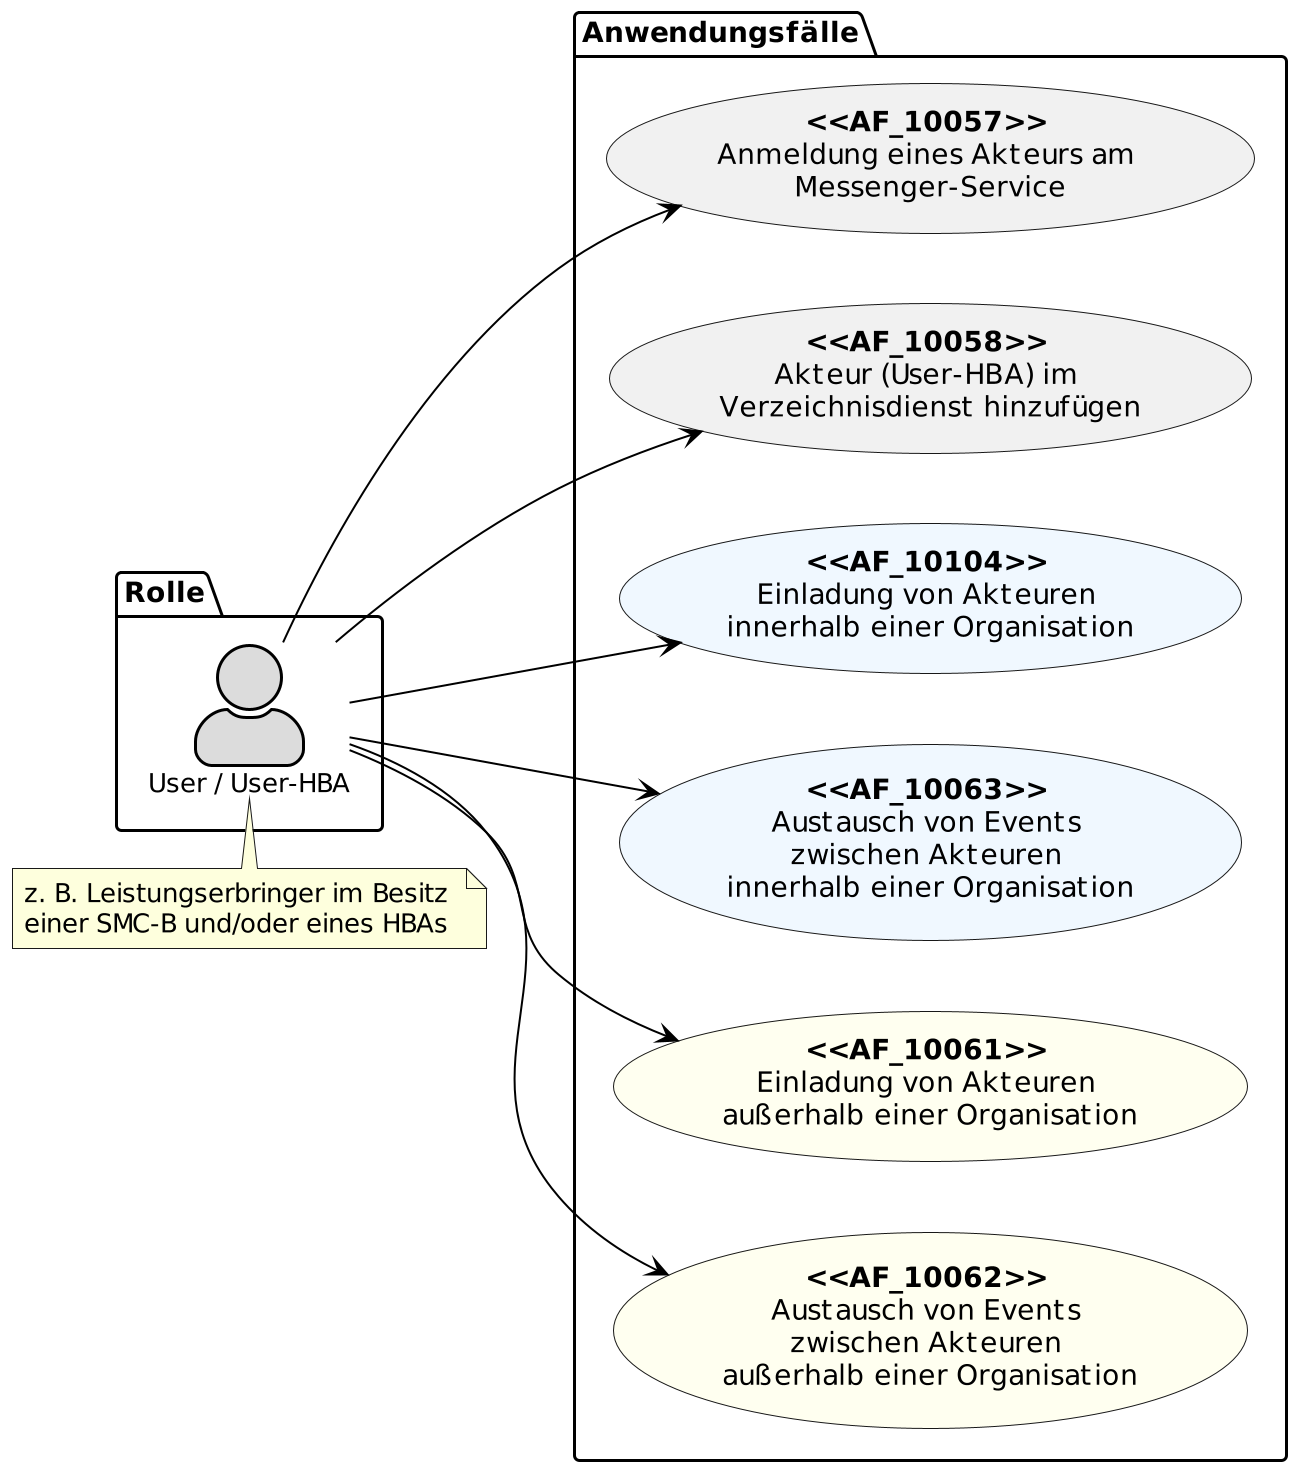 Anwendungsfälle
<<AF_10057>>
Anmeldung eines Akteurs am
Messenger-Service
<<AF_10058>>
Akteur (User-HBA) im
Verzeichnisdienst hinzufügen
<<AF_10104>>
Einladung von Akteuren
innerhalb einer Organisation
<<AF_10063>>
Austausch von Events
zwischen Akteuren
innerhalb einer Organisation
<<AF_10061>>
Einladung von Akteuren
außerhalb einer Organisation
<<AF_10062>>
Austausch von Events
zwischen Akteuren
außerhalb einer Organisation
Rolle
User / User-HBA
z. B. Leistungserbringer im Besitz
einer SMC-B und/oder eines HBAs